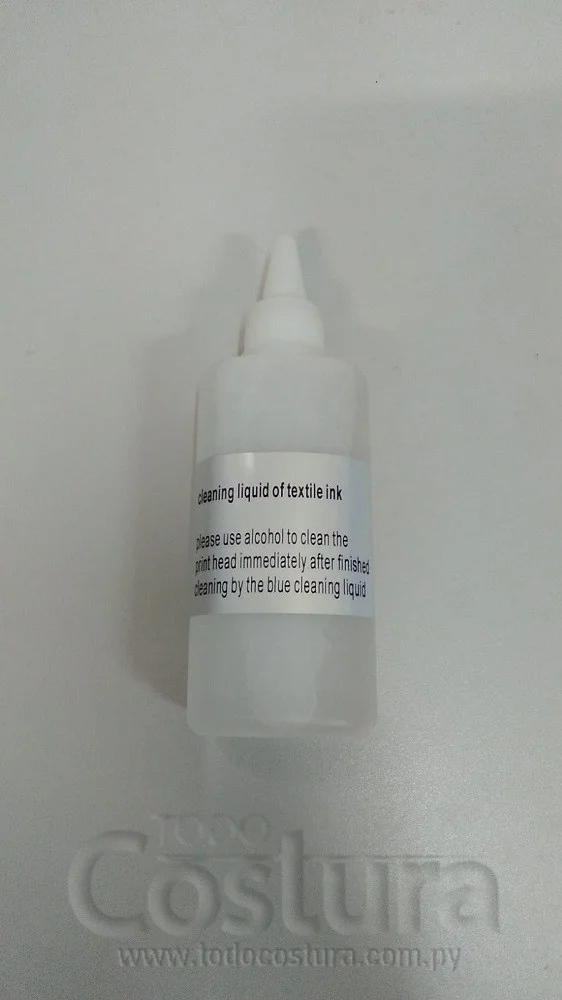 cleaning liquid of textile ink
please use alcohol to clean the
print head immediately after finished
cleaning by the blue cleaning liquid
TODO
Costura
www.todocostura.com.py